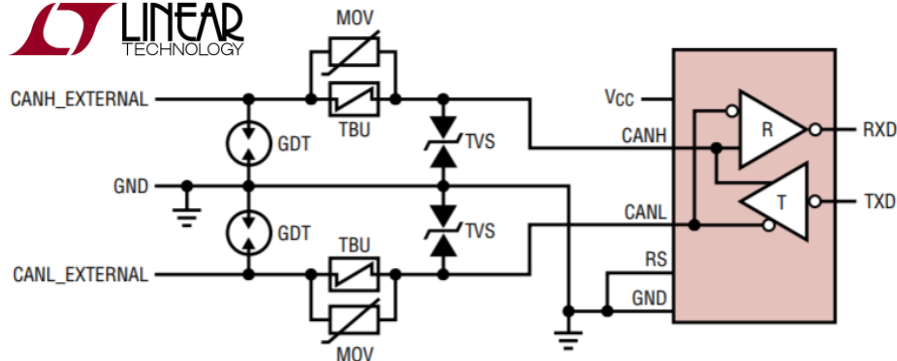 LINEAR
TECHNOLOGY
MOV
CANH_EXTERNAL
TBU
GDT
TVS
GND
GDT
TBU
TVS
CANL_EXTERNAL
MOV
VCC
CANH
R
RXD
CANL
T
TXD
RS
GND